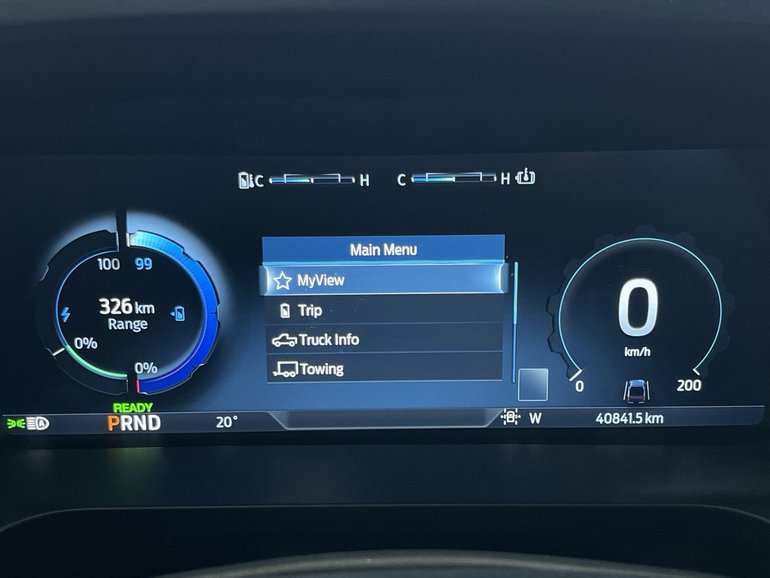 C H C H
Main Menu
MyView
Trip
Truck Info
Towing
100 99
326 km
Range
0%
0%
0
km/h
0 200
READY
PRND 20° W 40841.5 km